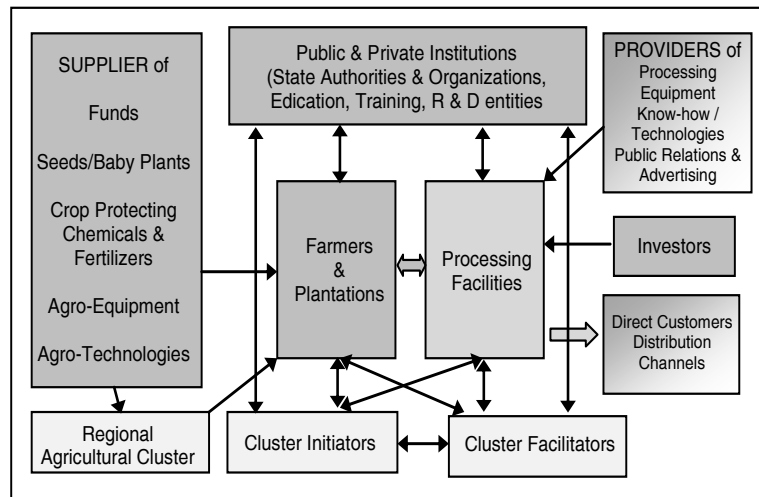 SUPPLIER of
Funds
Seeds/Baby Plants
Crop Protecting
Chemicals &
Fertilizers
Agro-Equipment
Agro-Technologies
Public & Private Institutions
(State Authorities & Organizations,
Edication, Training, R & D entities
PROVIDERS of
Processing
Equipment
Know-how /
Technologies
Public Relations &
Advertising
Farmers
&
Plantations
Processing
Facilities
Investors
Direct Customers
Distribution
Channels
Regional
Agricultural Cluster
Cluster Initiators
Cluster Facilitators